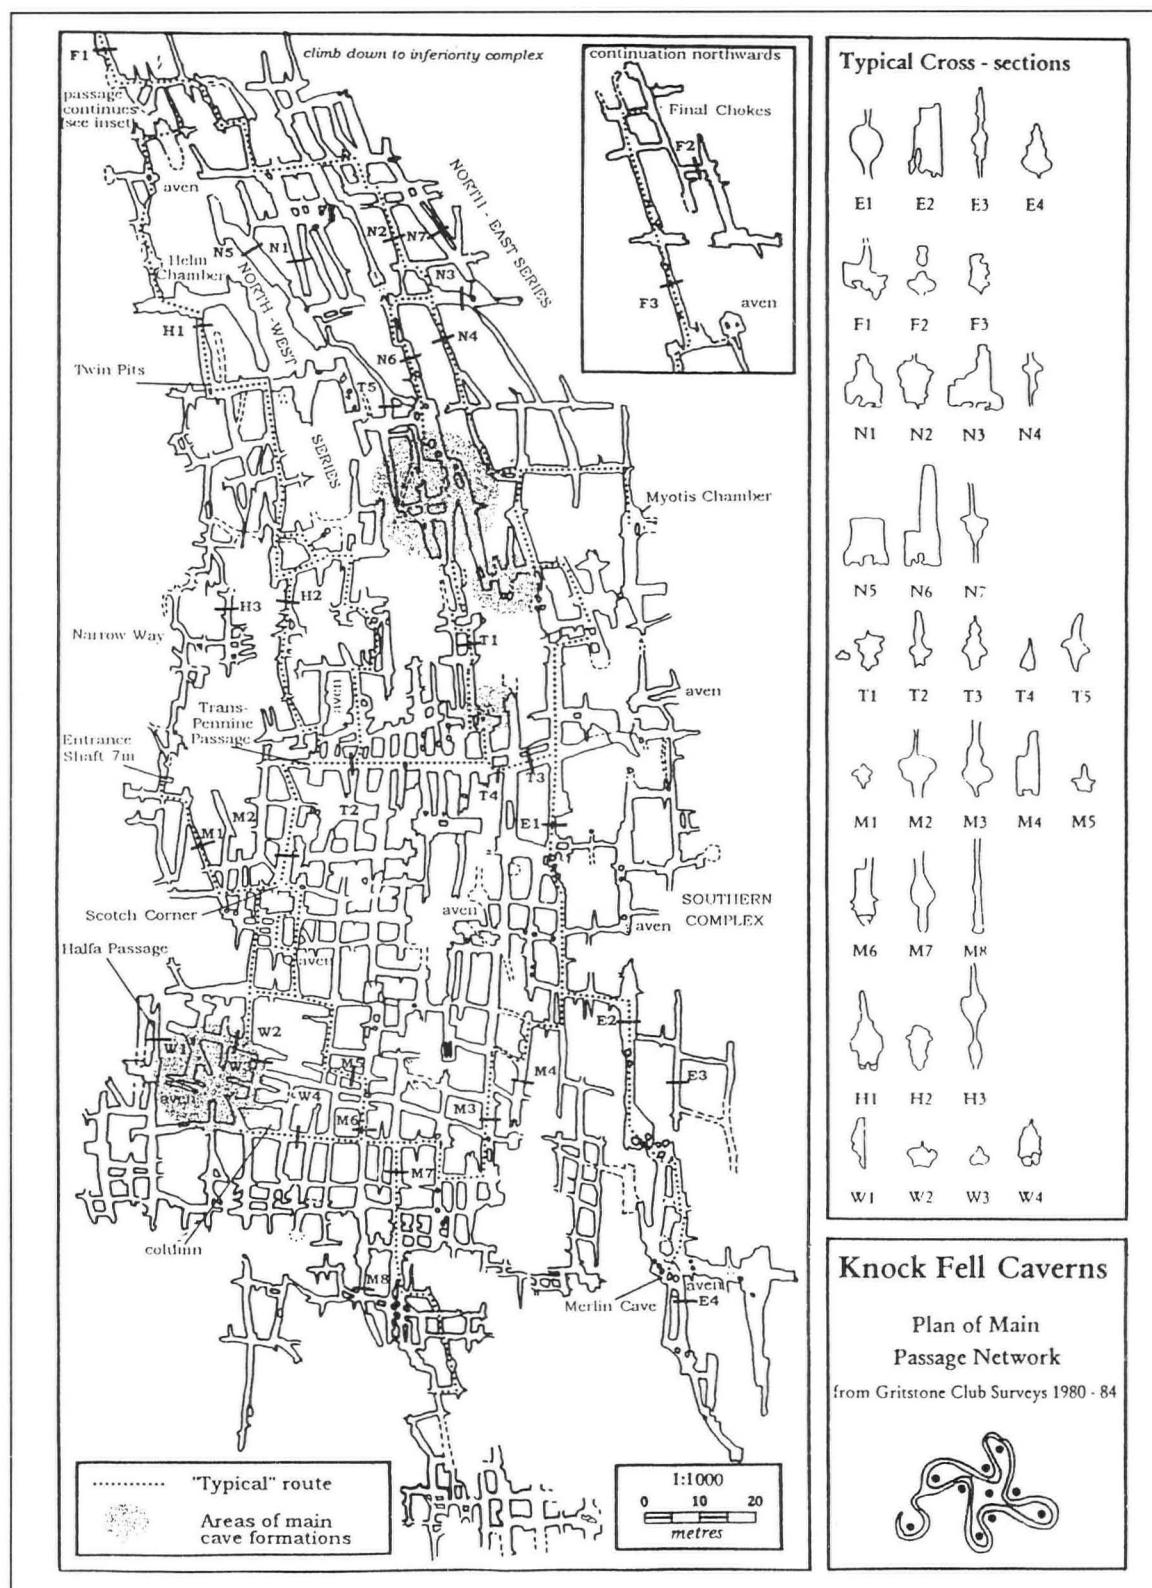 F1
climb down to inferiority complex
passage
continues
(see inset)
aven
NORTH - EAST SERIES
N2
N7
N5
N1
Helm
Chamber
N3
NORTH - WEST
SERIES
H1
N4
N6
Twin Pits
T5
Myotis Chamber
H3
H2
Narrow Way
T1
aven
aven
Trans-
Pennine
Passage
Entrance
Shaft 7m
T3
T4
T2
M2
M1
E1
SOUTHERN
COMPLEX
Scotch Corner
aven
aven
Halfa Passage
aven
W2
E2
W1
M5
E3
M4
aven
W4
M3
M6
M7
column
M8
Merlin Cave
aven
E4
continuation northwards
Final Chokes
F2
F3
aven
.............. "Typical" route
Areas of main
cave formations
1:1000
0 10 20
metres
Typical Cross - sections
E1 E2 E3 E4
F1 F2 F3
N1 N2 N3 N4
N5 N6 N7
T1 T2 T3 T4 T5
M1 M2 M3 M4 M5
M6 M7 M8
H1 H2 H3
W1 W2 W3 W4
Knock Fell Caverns
Plan of Main
Passage Network
from Gritstone Club Surveys 1980 - 84